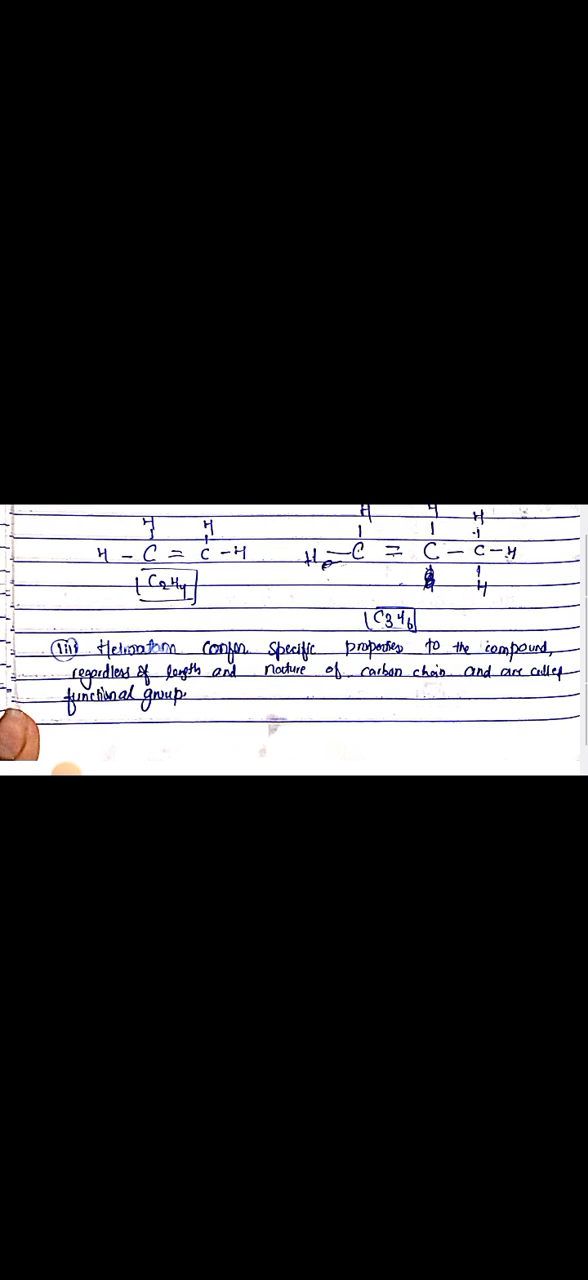 H H H H H
H - C = C - H H - C = C - C - H
C2H4 H
C3H6
(iii) Hetroatom confer specific properties to the compound,
regardless of length and nature of carbon chain and are called
functional group.